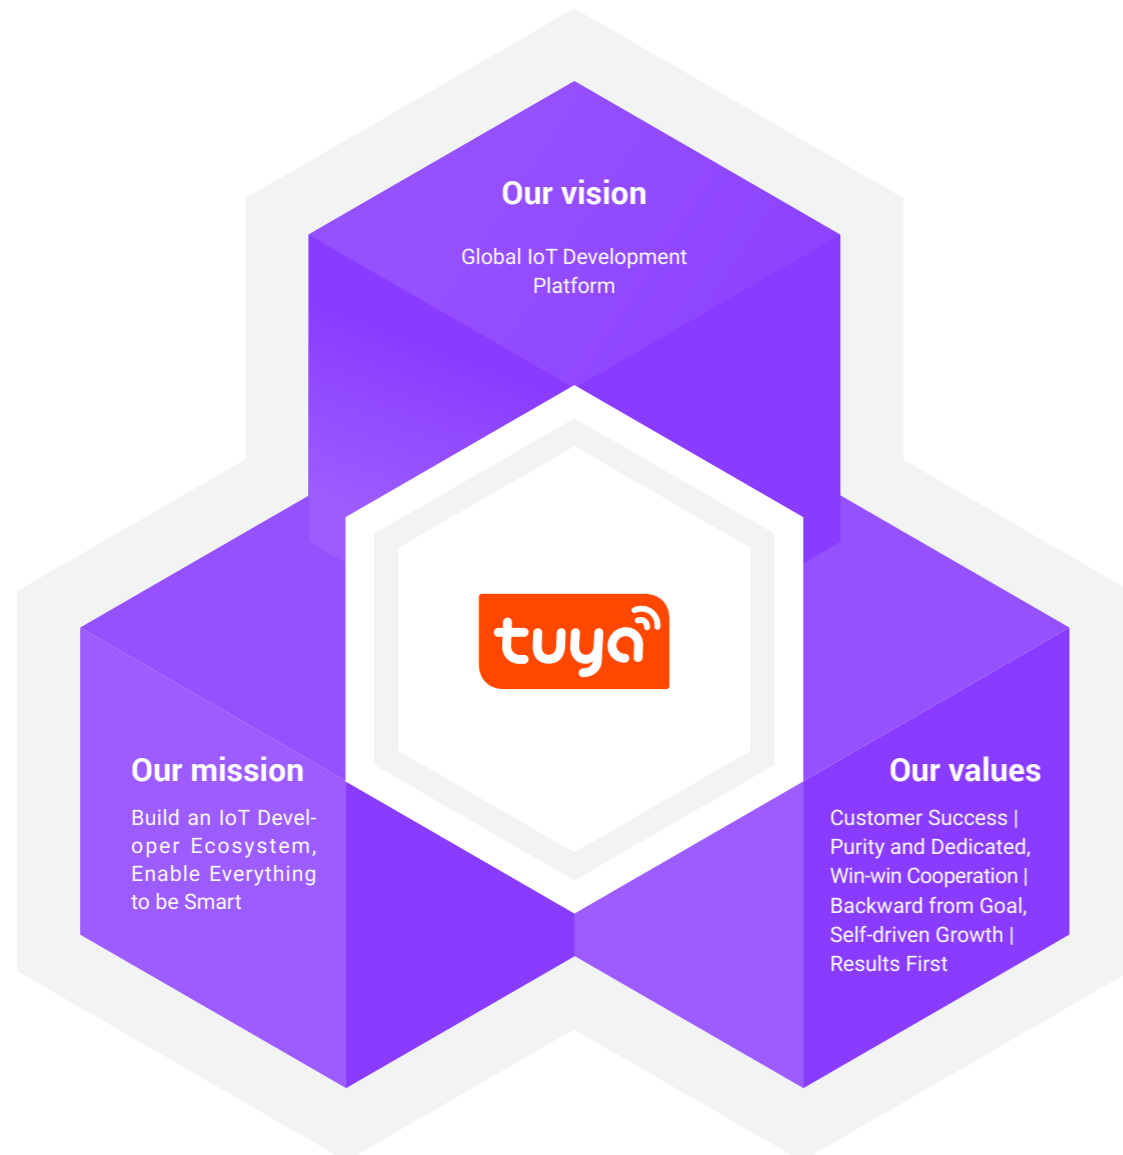 Our vision
Global IoT Development
Platform
tuya
Our mission
Build an IoT Devel-
oper Ecosystem,
Enable Everything
to be Smart
Our values
Customer Success |
Purity and Dedicated,
Win-win Cooperation |
Backward from Goal,
Self-driven Growth |
Results First